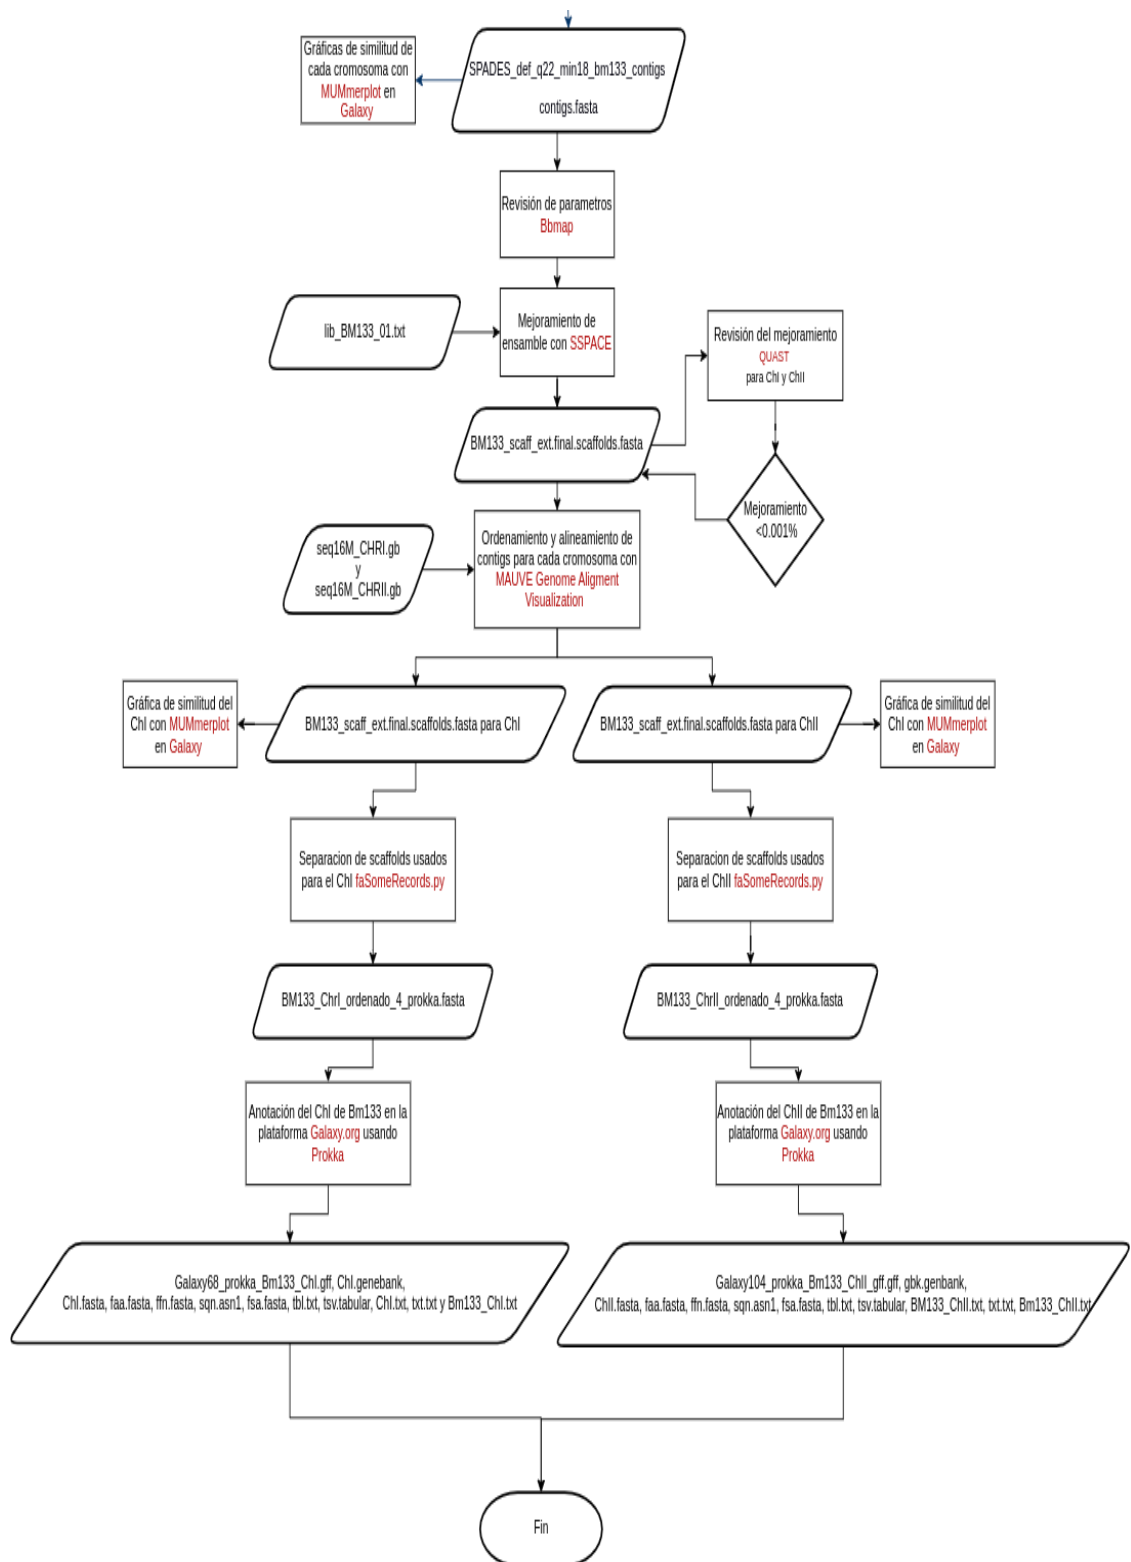 Gráficas de similitud de
cada cromosoma con
MUMmerplot en
Galaxy
SPADES_def_q22_min18_bm133_contigs
contigs.fasta
Revisión de parametros
Bbmap
lib_BM133_01.txt
Mejoramiento de
ensamble con SSPACE
Revisión del mejoramiento
QUAST
para ChI y ChII
BM133_scaff_ext.final.scaffolds.fasta
Mejoramiento
<0.001%
seq16M_CHRI.gb
y
seq16M_CHRII.gb
Ordenamiento y alineamiento de
contigs para cada cromosoma con
MAUVE Genome Aligment
Visualization
Gráfica de similitud del
ChI con MUMmerplot
en Galaxy
BM133_scaff_ext.final.scaffolds.fasta para ChI
BM133_scaff_ext.final.scaffolds.fasta para ChII
Gráfica de similitud del
ChI con MUMmerplot
en Galaxy
Separacion de scaffolds usados
para el ChI faSomeRecords.py
Separacion de scaffolds usados
para el ChII faSomeRecords.py
BM133_ChrI_ordenado_4_prokka.fasta
BM133_ChrII_ordenado_4_prokka.fasta
Anotación del ChI de Bm133 en la
plataforma Galaxy.org usando
Prokka
Anotación del ChII de Bm133 en la
plataforma Galaxy.org usando
Prokka
Galaxy68_prokka_Bm133_ChI.gff, ChI.genebank,
ChI.fasta, faa.fasta, ffn.fasta, sqn.asn1, fsa.fasta, tbl.txt, tsv.tabular, ChI.txt, txt.txt y Bm133_ChI.txt
Galaxy104_prokka_Bm133_ChII_gff.gff, gbk.genbank,
ChII.fasta, faa.fasta, ffn.fasta, sqn.asn1, fsa.fasta, tbl.txt, tsv.tabular, BM133_ChII.txt, txt.txt, Bm133_ChII.txt
Fin